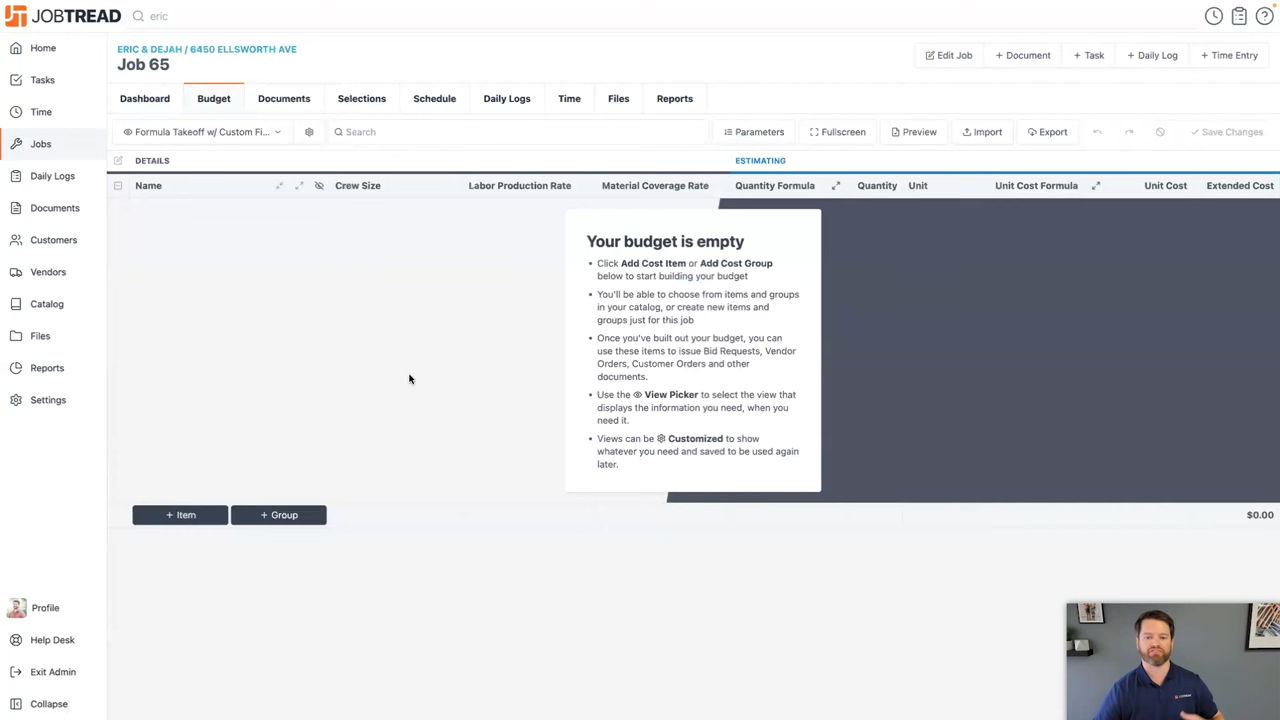 JOBTREAD
eric
Home
Tasks
Time
Jobs
Daily Logs
Documents
Customers
Vendors
Catalog
Files
Reports
Settings
Profile
Help Desk
Exit Admin
Collapse
ERIC & DEJAH / 6450 ELLSWORTH AVE
Job 65
Edit Job
+ Document
+ Task
+ Daily Log
+ Time Entry
Dashboard
Budget
Documents
Selections
Schedule
Daily Logs
Time
Files
Reports
Formula Takeoff w/ Custom Fi...
Search
Parameters
Fullscreen
Preview
Import
Export
Save Changes
DETAILS
ESTIMATING
Name
Crew Size
Labor Production Rate
Material Coverage Rate
Quantity Formula
Quantity
Unit
Unit Cost Formula
Unit Cost
Extended Cost
Your budget is empty
• Click Add Cost Item or Add Cost Group
below to start building your budget
• You'll be able to choose from items and groups
in your catalog, or create new items and
groups just for this job
• Once you've built out your budget, you can
use these items to issue Bid Requests, Vendor
Orders, Customer Orders and other
documents.
• Use the View Picker to select the view that
displays the information you need, when you
need it.
• Views can be Customized to show
whatever you need and saved to be used again
later.
+ Item
+ Group
$0.00